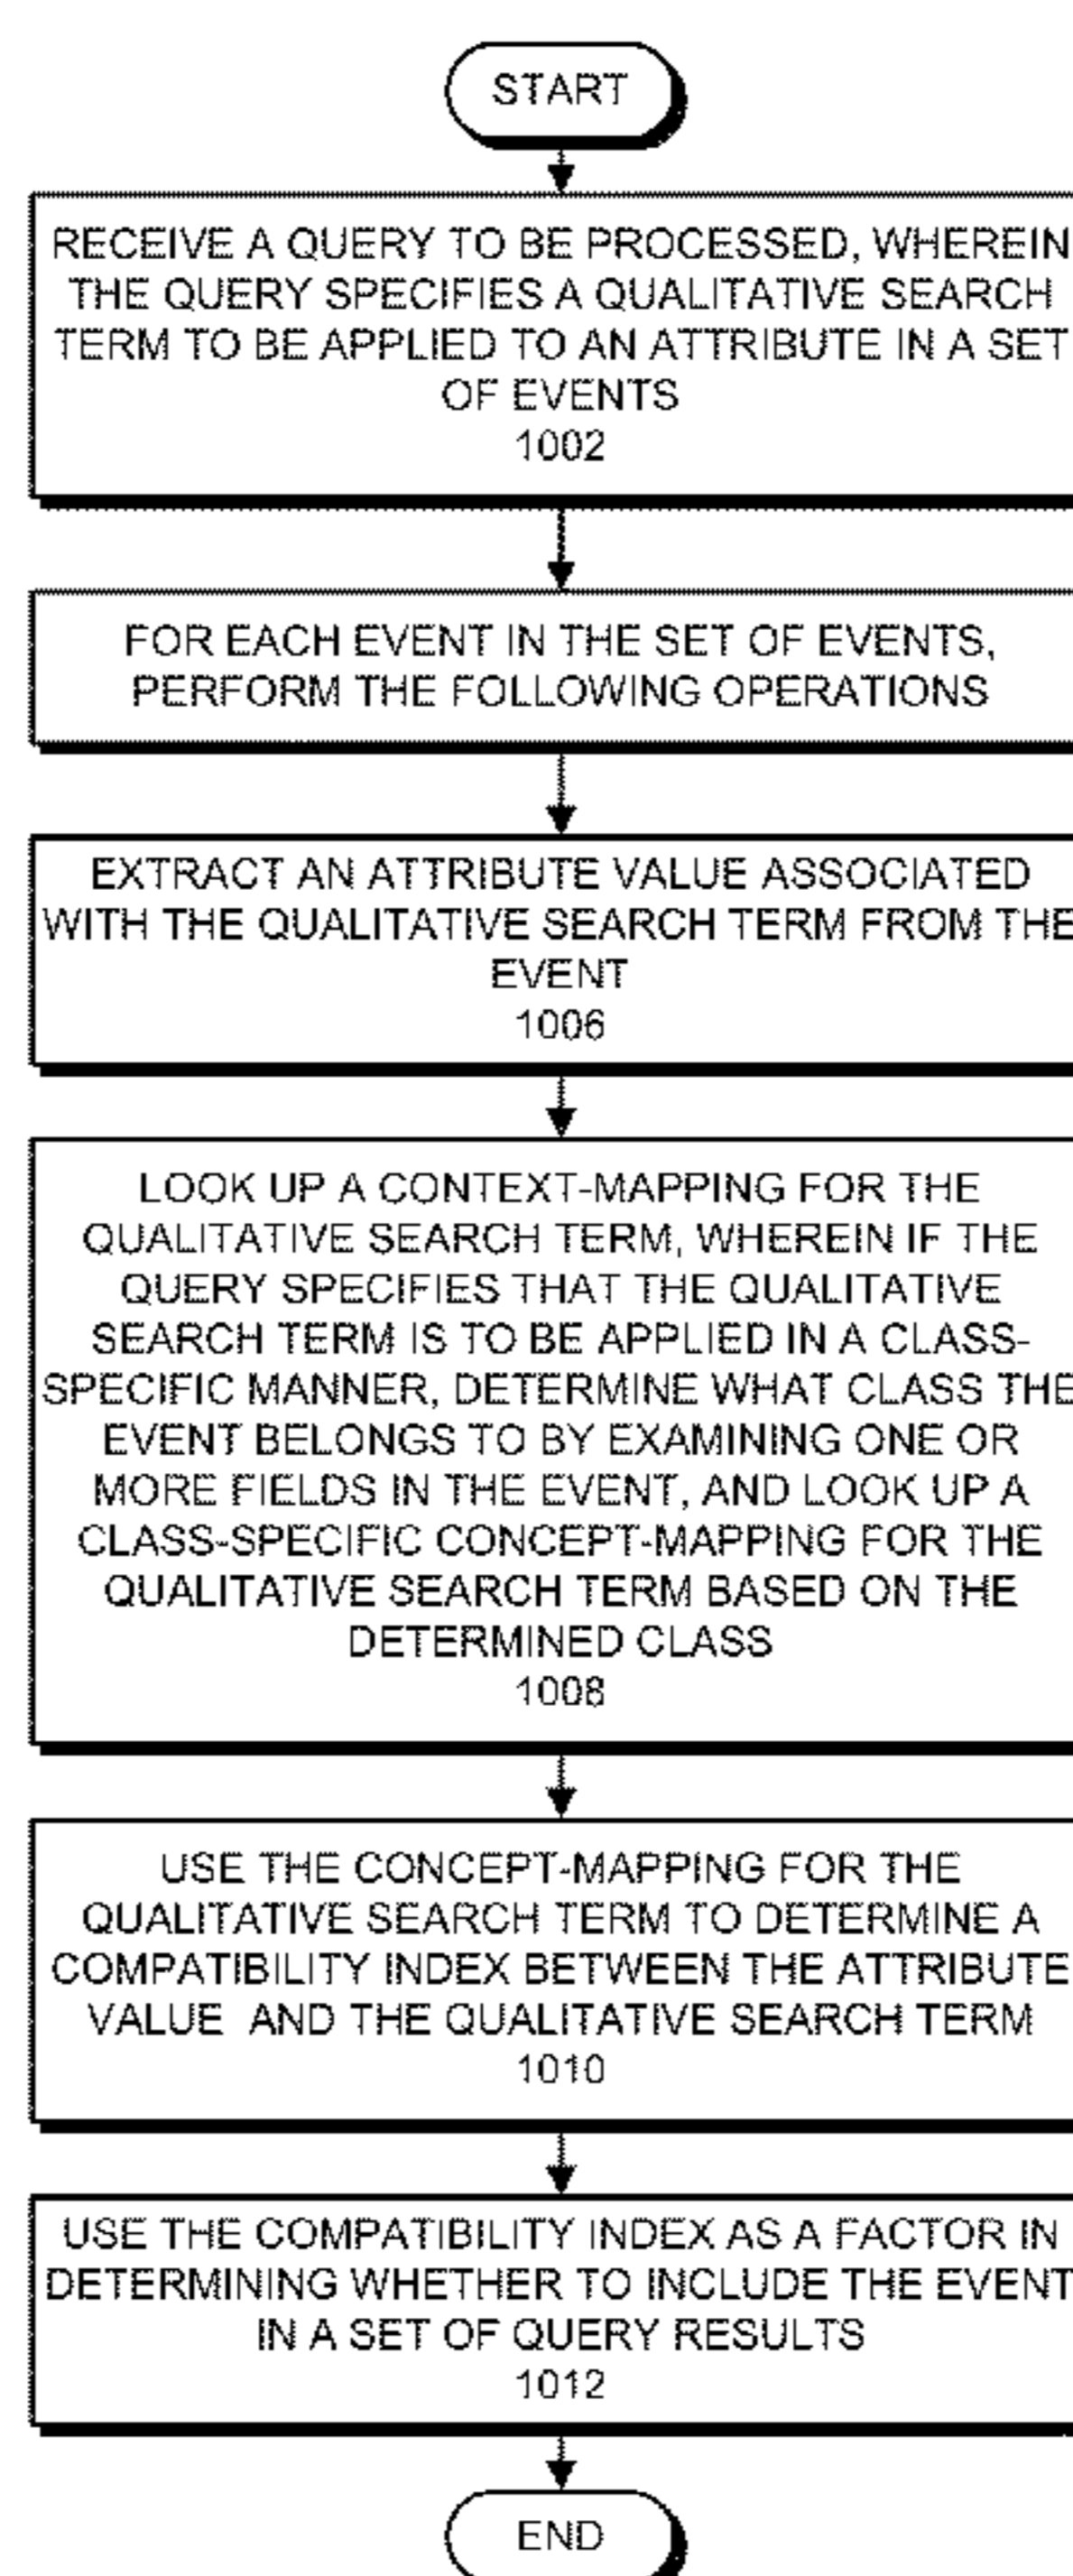 START
RECEIVE A QUERY TO BE PROCESSED, WHEREIN
THE QUERY SPECIFIES A QUALITATIVE SEARCH
TERM TO BE APPLIED TO AN ATTRIBUTE IN A SET
OF EVENTS
1002
FOR EACH EVENT IN THE SET OF EVENTS,
PERFORM THE FOLLOWING OPERATIONS
EXTRACT AN ATTRIBUTE VALUE ASSOCIATED
WITH THE QUALITATIVE SEARCH TERM FROM THE
EVENT
1006
LOOK UP A CONTEXT-MAPPING FOR THE
QUALITATIVE SEARCH TERM, WHEREIN IF THE
QUERY SPECIFIES THAT THE QUALITATIVE
SEARCH TERM IS TO BE APPLIED IN A CLASS-
SPECIFIC MANNER, DETERMINE WHAT CLASS THE
EVENT BELONGS TO BY EXAMINING ONE OR
MORE FIELDS IN THE EVENT, AND LOOK UP A
CLASS-SPECIFIC CONCEPT-MAPPING FOR THE
QUALITATIVE SEARCH TERM BASED ON THE
DETERMINED CLASS
1008
USE THE CONCEPT-MAPPING FOR THE
QUALITATIVE SEARCH TERM TO DETERMINE A
COMPATIBILITY INDEX BETWEEN THE ATTRIBUTE
VALUE AND THE QUALITATIVE SEARCH TERM
1010
USE THE COMPATIBILITY INDEX AS A FACTOR IN
DETERMINING WHETHER TO INCLUDE THE EVENT
IN A SET OF QUERY RESULTS
1012
END